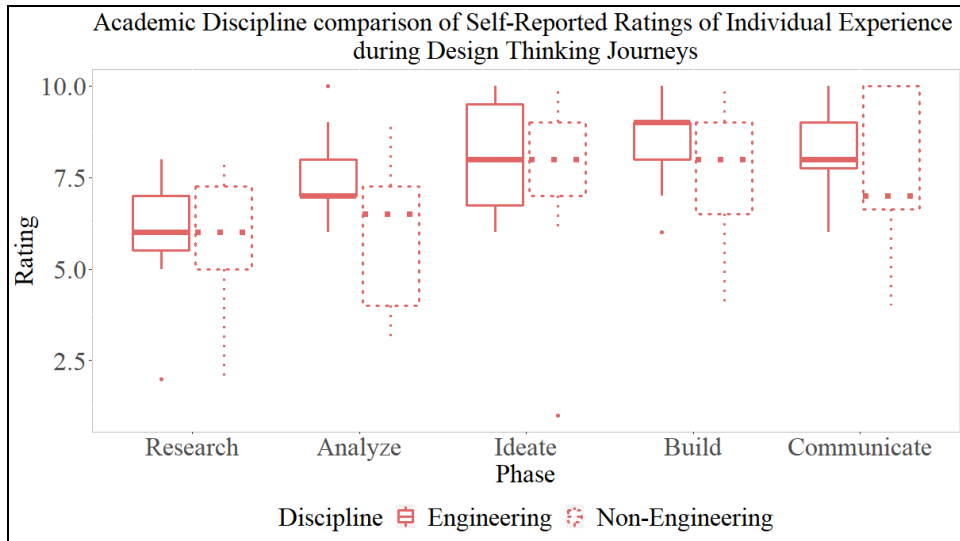 Academic Discipline comparison of Self-Reported Ratings of Individual Experience
during Design Thinking Journeys
10.0
7.5
5.0
2.5
Rating
Research Analyze Ideate Build Communicate
Phase
Discipline Engineering Non-Engineering